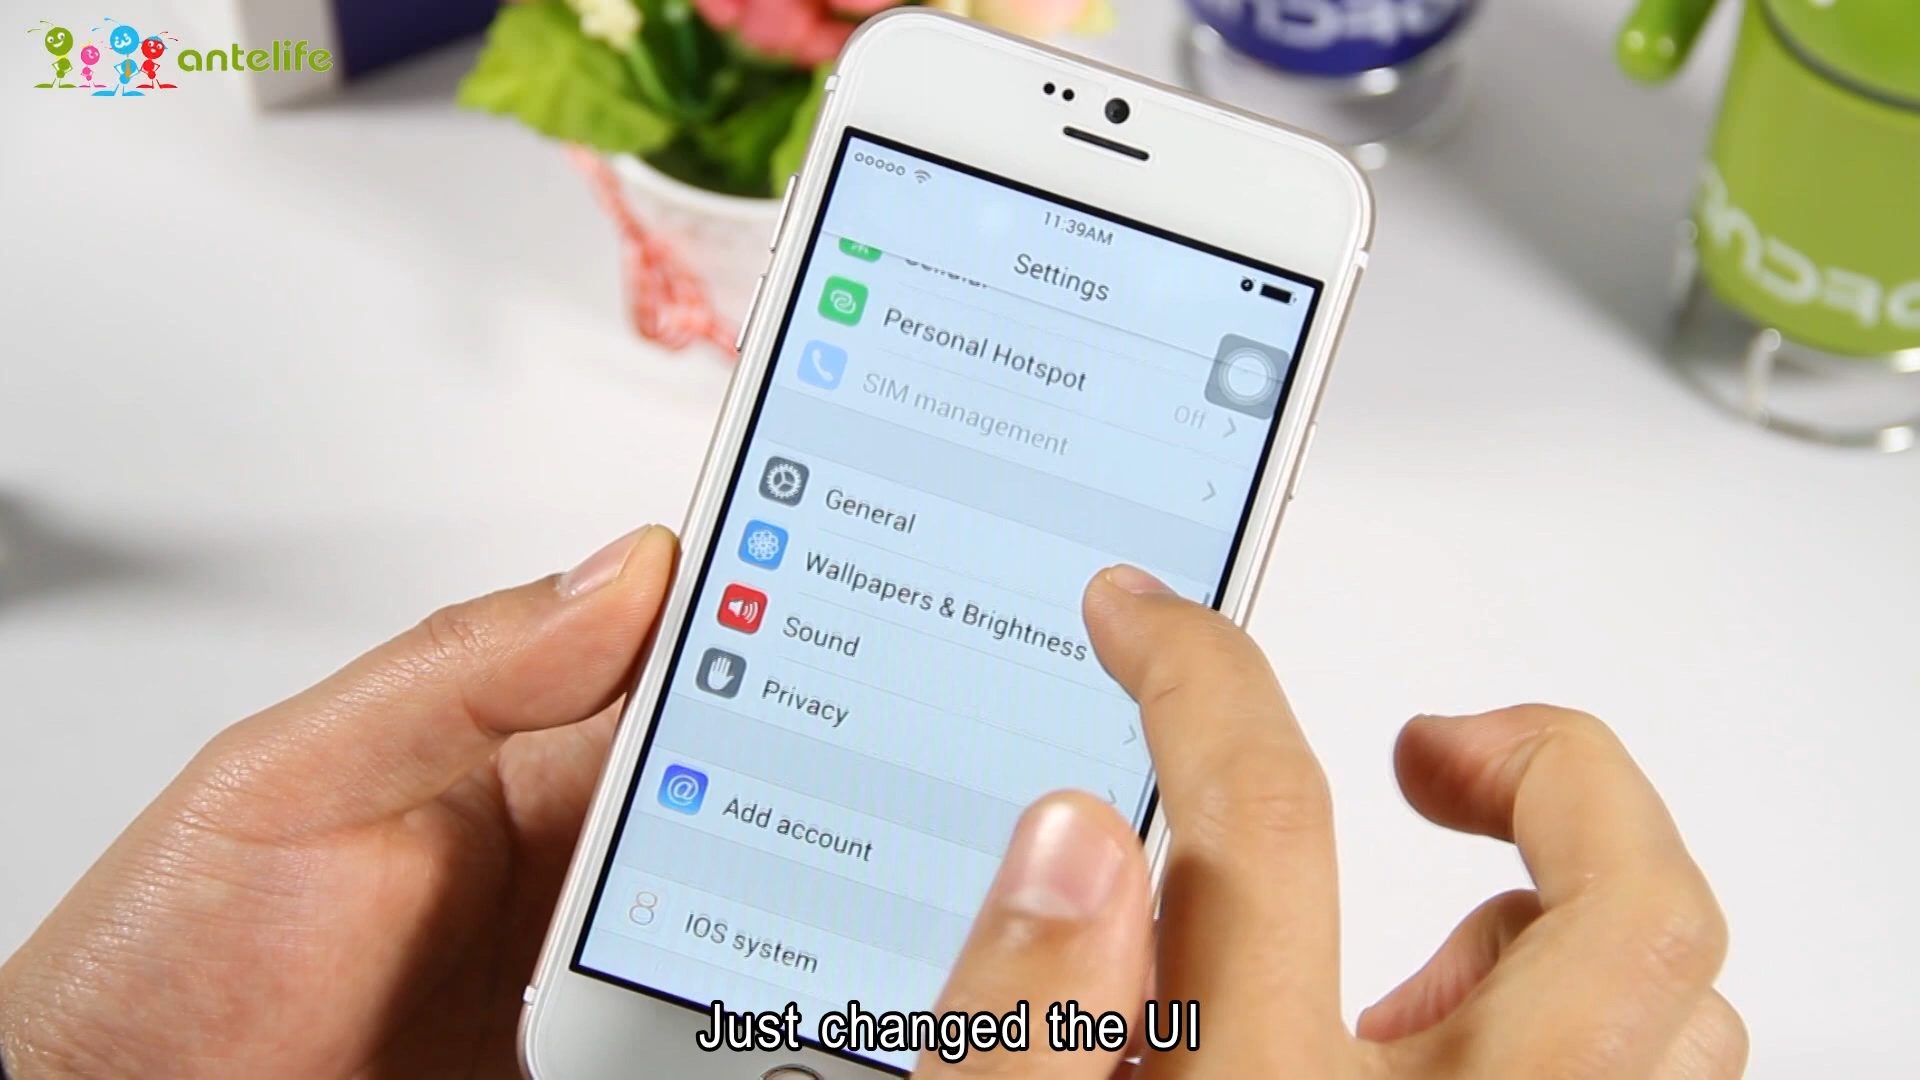 antelife
11:39AM
Settings
Cellular
Personal Hotspot
Off
SIM management
General
Wallpapers & Brightness
Sound
Privacy
@
Add account
8
IOS system
Just changed the UI